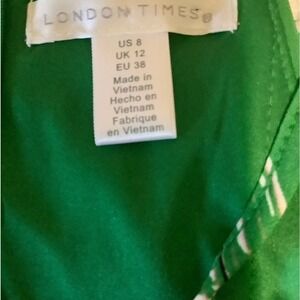 LONDON TIMES
US 8
UK 12
EU 38
Made in
Vietnam
Hecho en
Vietnam
Fabrique
en Vietnam